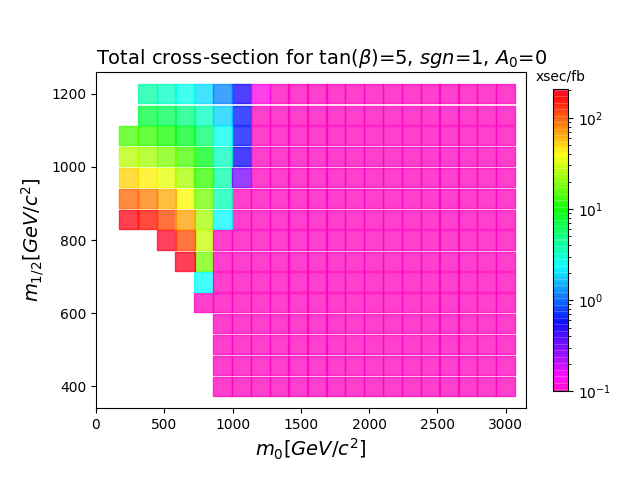 Total cross-section for tan(β)=5, sgn=1, A₀=0
xsec/fb
10²
10¹
10⁰
10⁻¹
m₁/₂[GeV/c²]
1200
1000
800
600
400
0 500 1000 1500 2000 2500 3000
m₀[GeV/c²]